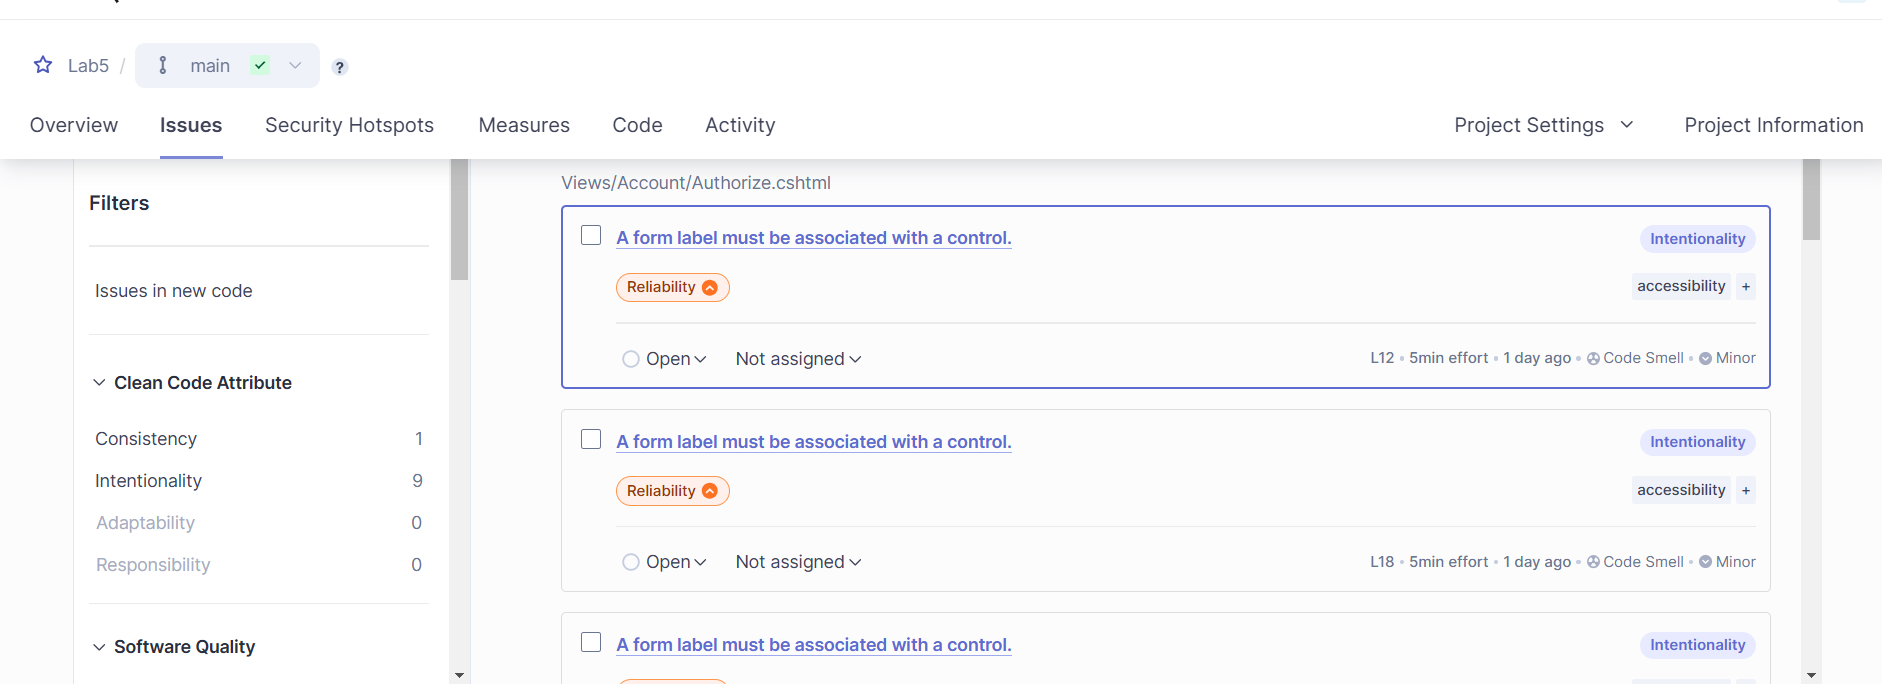 Lab5 / main ?
Overview Issues Security Hotspots Measures Code Activity Project Settings Project Information
Filters
Issues in new code
Clean Code Attribute
Consistency 1
Intentionality 9
Adaptability 0
Responsibility 0
Software Quality
Views/Account/Authorize.cshtml
A form label must be associated with a control. Intentionality
Reliability accessibility +
Open Not assigned L12 • 5min effort • 1 day ago • Code Smell • Minor
A form label must be associated with a control. Intentionality
Reliability accessibility +
Open Not assigned L18 • 5min effort • 1 day ago • Code Smell • Minor
A form label must be associated with a control. Intentionality